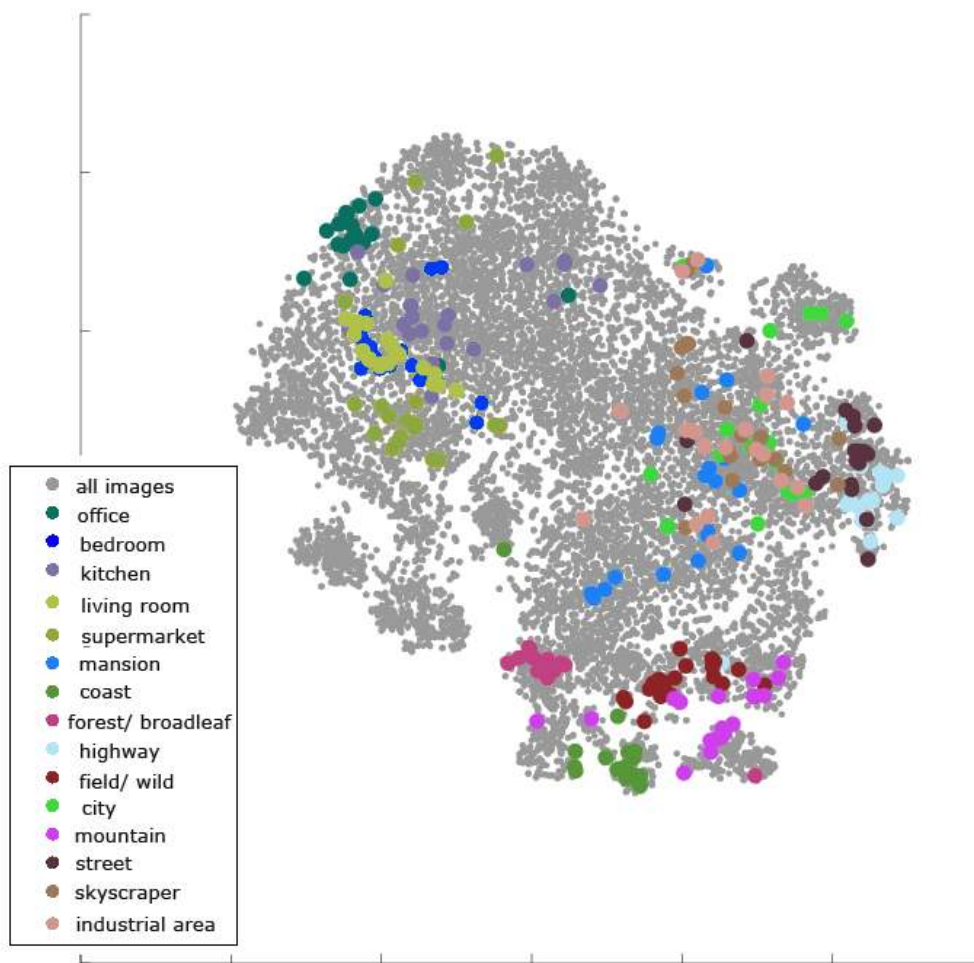 all images
office
bedroom
kitchen
living room
supermarket
mansion
coast
forest/ broadleaf
highway
field/ wild
city
mountain
street
skyscraper
industrial area